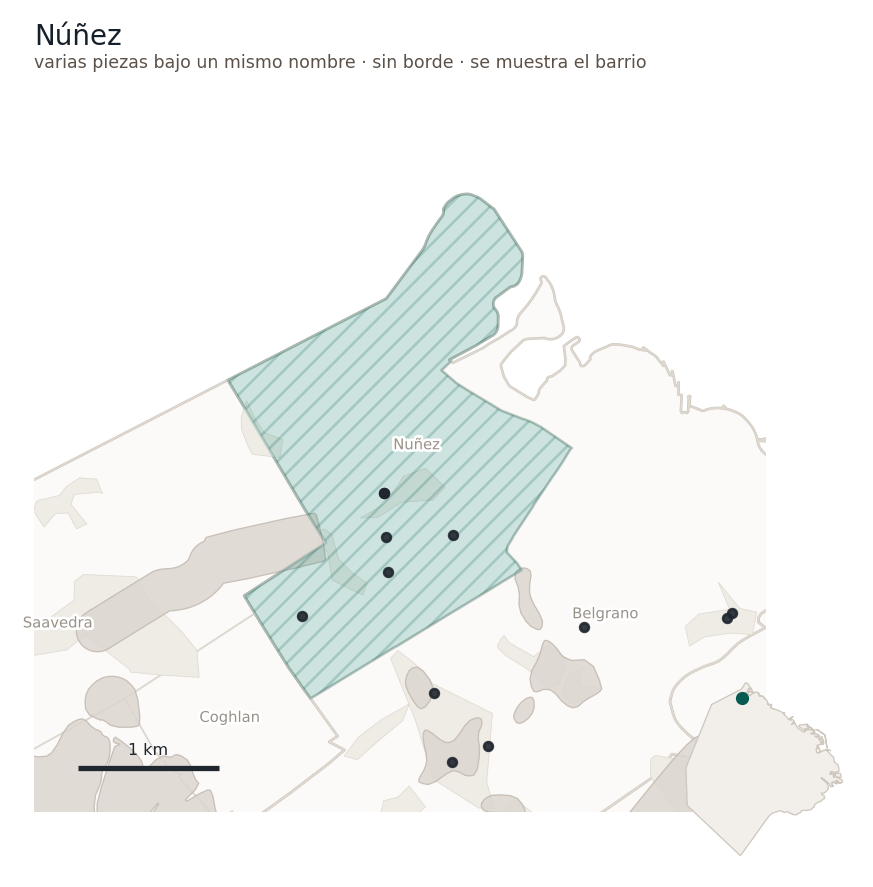 Núñez
varias piezas bajo un mismo nombre · sin borde · se muestra el barrio
Nuñez
Belgrano
Saavedra
Coghlan
1 km